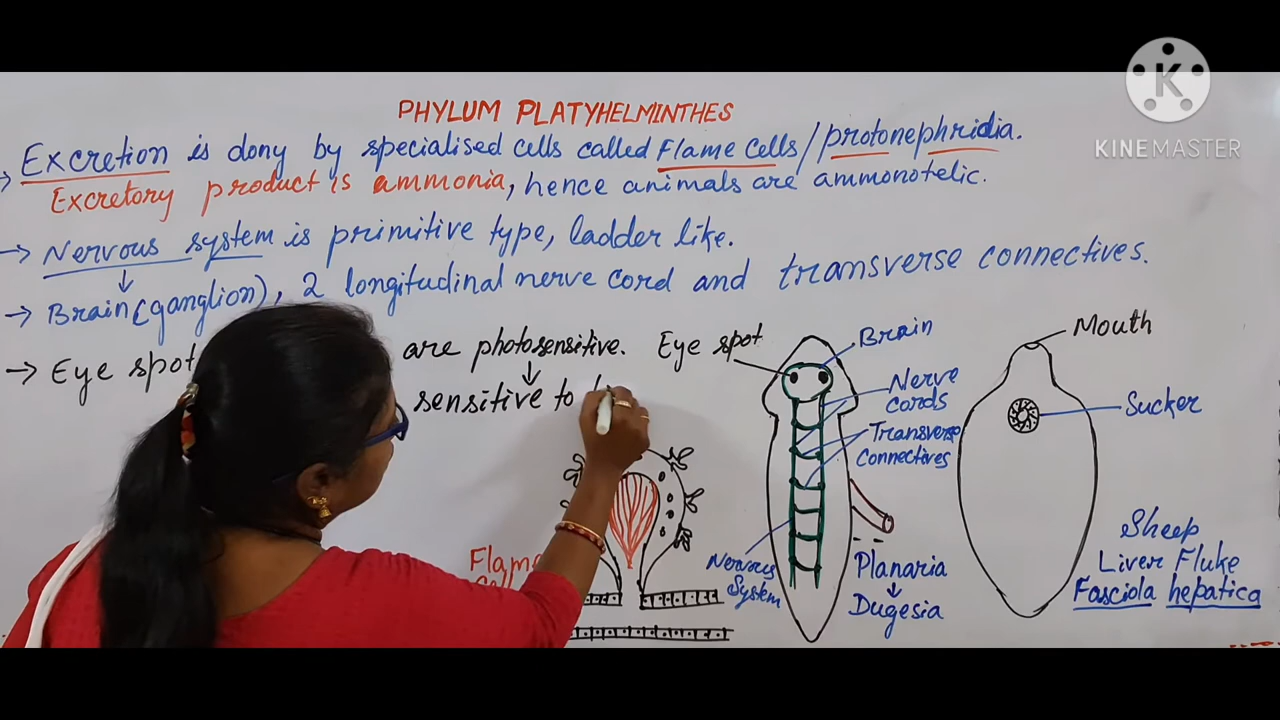 PHYLUM PLATYHELMINTHES
→ Excretion is dony by specialised cells called Flame cells/protonephridia.
Excretory product is ammonia, hence animals are ammonotelic.
→ Nervous system is primitive type, ladder like.
→ Brain(ganglion), 2 longitudinal nerve cord and transverse connectives.
→ Eye spot are photosensitive.
sensitive to
Eye spot
Brain
Nerve
cords
Transverse
Connectives
Nervous
System
Planaria
Dugesia
Mouth
Sucker
Sheep
Liver Fluke
Fasciola hepatica
Flame
K
KINEMASTER